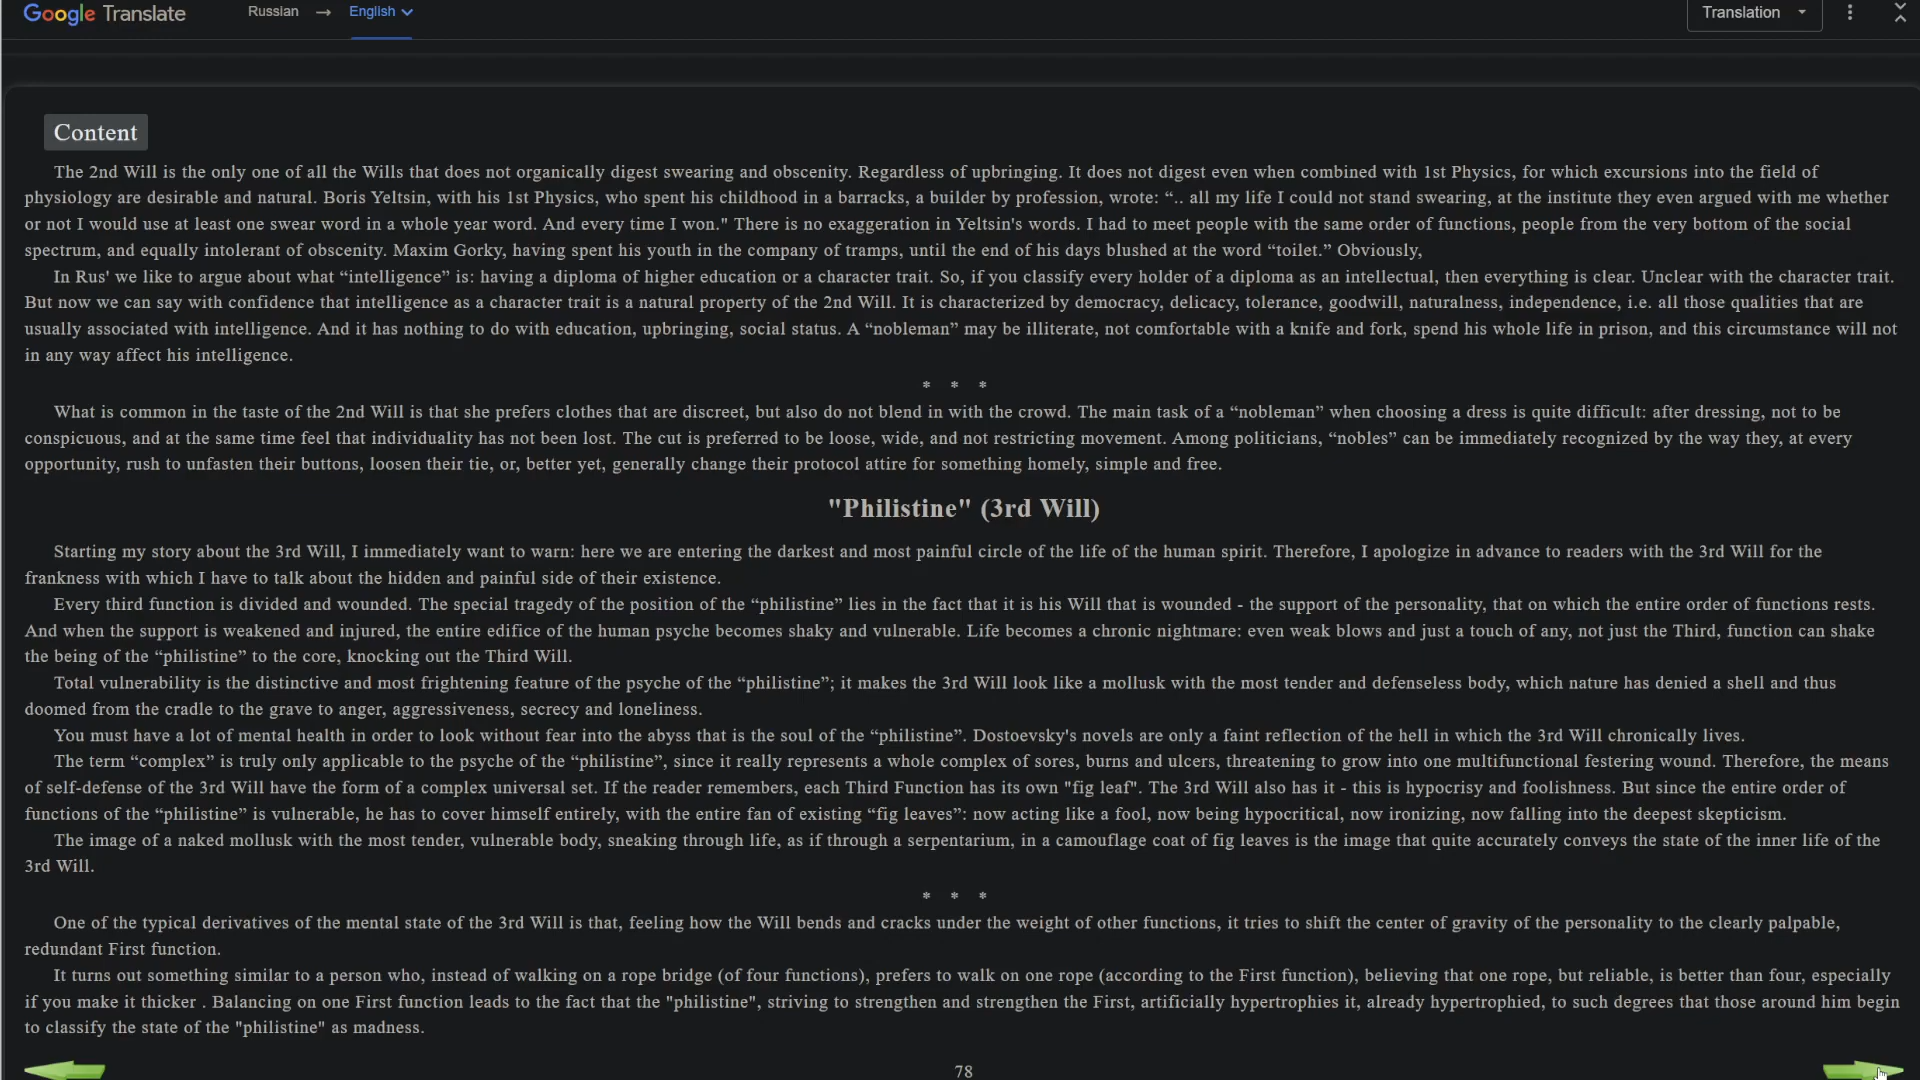 Google Translate
Russian → English
Translation
Content
The 2nd Will is the only one of all the Wills that does not organically digest swearing and obscenity. Regardless of upbringing. It does not digest even when combined with 1st Physics, for which excursions into the field of
physiology are desirable and natural. Boris Yeltsin, with his 1st Physics, who spent his childhood in a barracks, a builder by profession, wrote: “.. all my life I could not stand swearing, at the institute they even argued with me whether
or not I would use at least one swear word in a whole year word. And every time I won." There is no exaggeration in Yeltsin's words. I had to meet people with the same order of functions, people from the very bottom of the social
spectrum, and equally intolerant of obscenity. Maxim Gorky, having spent his youth in the company of tramps, until the end of his days blushed at the word “toilet.” Obviously,
In Rus' we like to argue about what “intelligence” is: having a diploma of higher education or a character trait. So, if you classify every holder of a diploma as an intellectual, then everything is clear. Unclear with the character trait.
But now we can say with confidence that intelligence as a character trait is a natural property of the 2nd Will. It is characterized by democracy, delicacy, tolerance, goodwill, naturalness, independence, i.e. all those qualities that are
usually associated with intelligence. And it has nothing to do with education, upbringing, social status. A “nobleman” may be illiterate, not comfortable with a knife and fork, spend his whole life in prison, and this circumstance will not
in any way affect his intelligence.
* * *
What is common in the taste of the 2nd Will is that she prefers clothes that are discreet, but also do not blend in with the crowd. The main task of a “nobleman” when choosing a dress is quite difficult: after dressing, not to be
conspicuous, and at the same time feel that individuality has not been lost. The cut is preferred to be loose, wide, and not restricting movement. Among politicians, “nobles” can be immediately recognized by the way they, at every
opportunity, rush to unfasten their buttons, loosen their tie, or, better yet, generally change their protocol attire for something homely, simple and free.
"Philistine" (3rd Will)
Starting my story about the 3rd Will, I immediately want to warn: here we are entering the darkest and most painful circle of the life of the human spirit. Therefore, I apologize in advance to readers with the 3rd Will for the
frankness with which I have to talk about the hidden and painful side of their existence.
Every third function is divided and wounded. The special tragedy of the position of the “philistine” lies in the fact that it is his Will that is wounded - the support of the personality, that on which the entire order of functions rests.
And when the support is weakened and injured, the entire edifice of the human psyche becomes shaky and vulnerable. Life becomes a chronic nightmare: even weak blows and just a touch of any, not just the Third, function can shake
the being of the “philistine” to the core, knocking out the Third Will.
Total vulnerability is the distinctive and most frightening feature of the psyche of the “philistine”; it makes the 3rd Will look like a mollusk with the most tender and defenseless body, which nature has denied a shell and thus
doomed from the cradle to the grave to anger, aggressiveness, secrecy and loneliness.
You must have a lot of mental health in order to look without fear into the abyss that is the soul of the “philistine”. Dostoevsky's novels are only a faint reflection of the hell in which the 3rd Will chronically lives.
The term “complex” is truly only applicable to the psyche of the “philistine”, since it really represents a whole complex of sores, burns and ulcers, threatening to grow into one multifunctional festering wound. Therefore, the means
of self-defense of the 3rd Will have the form of a complex universal set. If the reader remembers, each Third Function has its own "fig leaf". The 3rd Will also has it - this is hypocrisy and foolishness. But since the entire order of
functions of the “philistine” is vulnerable, he has to cover himself entirely, with the entire fan of existing “fig leaves”: now acting like a fool, now being hypocritical, now ironizing, now falling into the deepest skepticism.
The image of a naked mollusk with the most tender, vulnerable body, sneaking through life, as if through a serpentarium, in a camouflage coat of fig leaves is the image that quite accurately conveys the state of the inner life of the
3rd Will.
* * *
One of the typical derivatives of the mental state of the 3rd Will is that, feeling how the Will bends and cracks under the weight of other functions, it tries to shift the center of gravity of the personality to the clearly palpable,
redundant First function.
It turns out something similar to a person who, instead of walking on a rope bridge (of four functions), prefers to walk on one rope (according to the First function), believing that one rope, but reliable, is better than four, especially
if you make it thicker . Balancing on one First function leads to the fact that the "philistine", striving to strengthen and strengthen the First, artificially hypertrophies it, already hypertrophied, to such degrees that those around him begin
to classify the state of the "philistine" as madness.
78